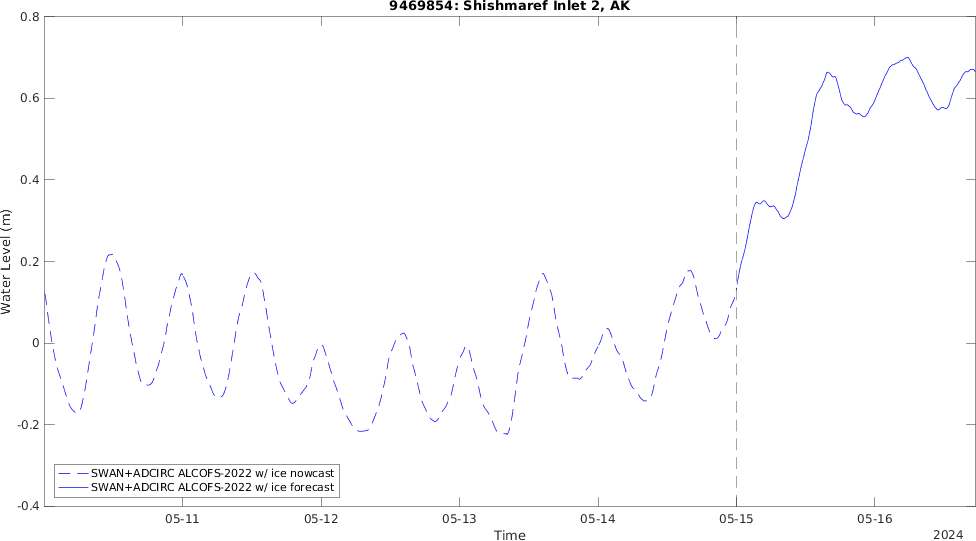 9469854: Shishmaref Inlet 2, AK
0.8
0.6
0.4
0.2
0
-0.2
-0.4
Water Level (m)
SWAN+ADCIRC ALCOFS-2022 w/ ice nowcast
SWAN+ADCIRC ALCOFS-2022 w/ ice forecast
05-11 05-12 05-13 05-14 05-15 05-16
Time
2024